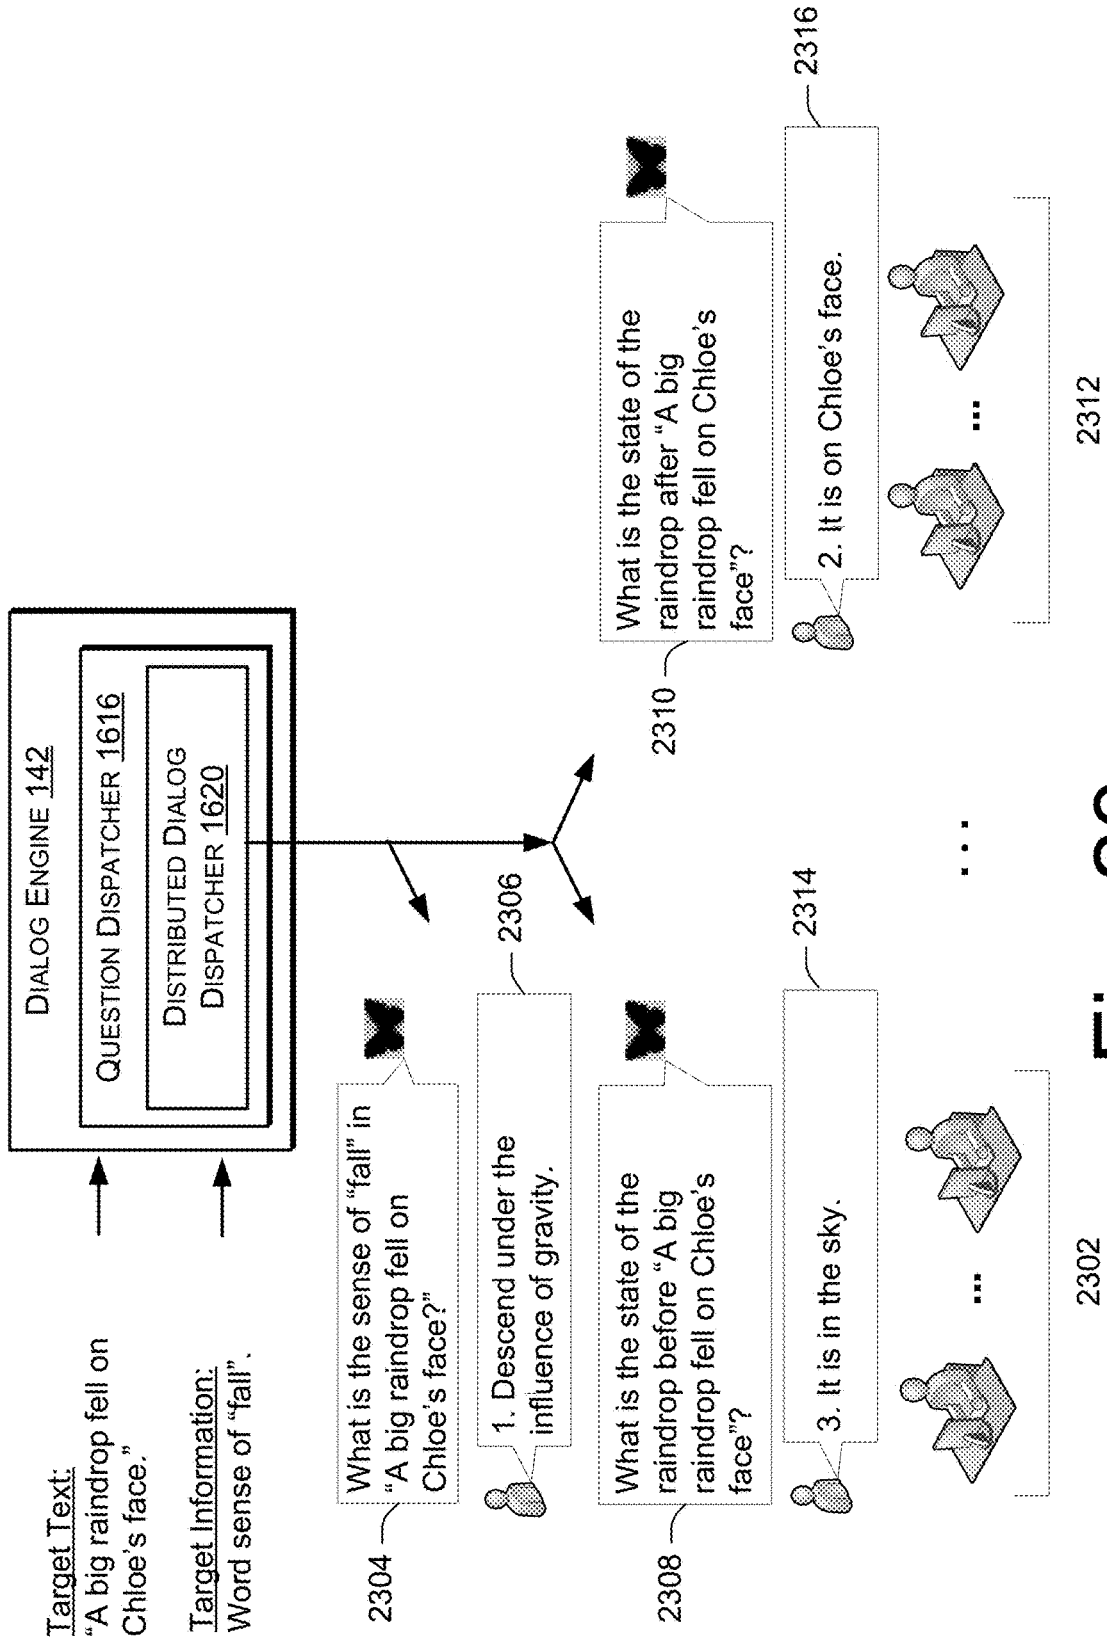 Target Text:
“A big raindrop fell on
Chloe’s face.”
Target Information:
Word sense of “fall”.
DIALOG ENGINE 142
QUESTION DISPATCHER 1616
DISTRIBUTED DIALOG
DISPATCHER 1620
2304
What is the sense of “fall” in
“A big raindrop fell on
Chloe’s face?”
2306
1. Descend under the
influence of gravity.
2308
What is the state of the
raindrop before “A big
raindrop fell on Chloe’s
face”?
2314
3. It is in the sky.
...
2302
. . .
2310
What is the state of the
raindrop after “A big
raindrop fell on Chloe’s
face”?
2316
2. It is on Chloe’s face.
...
2312